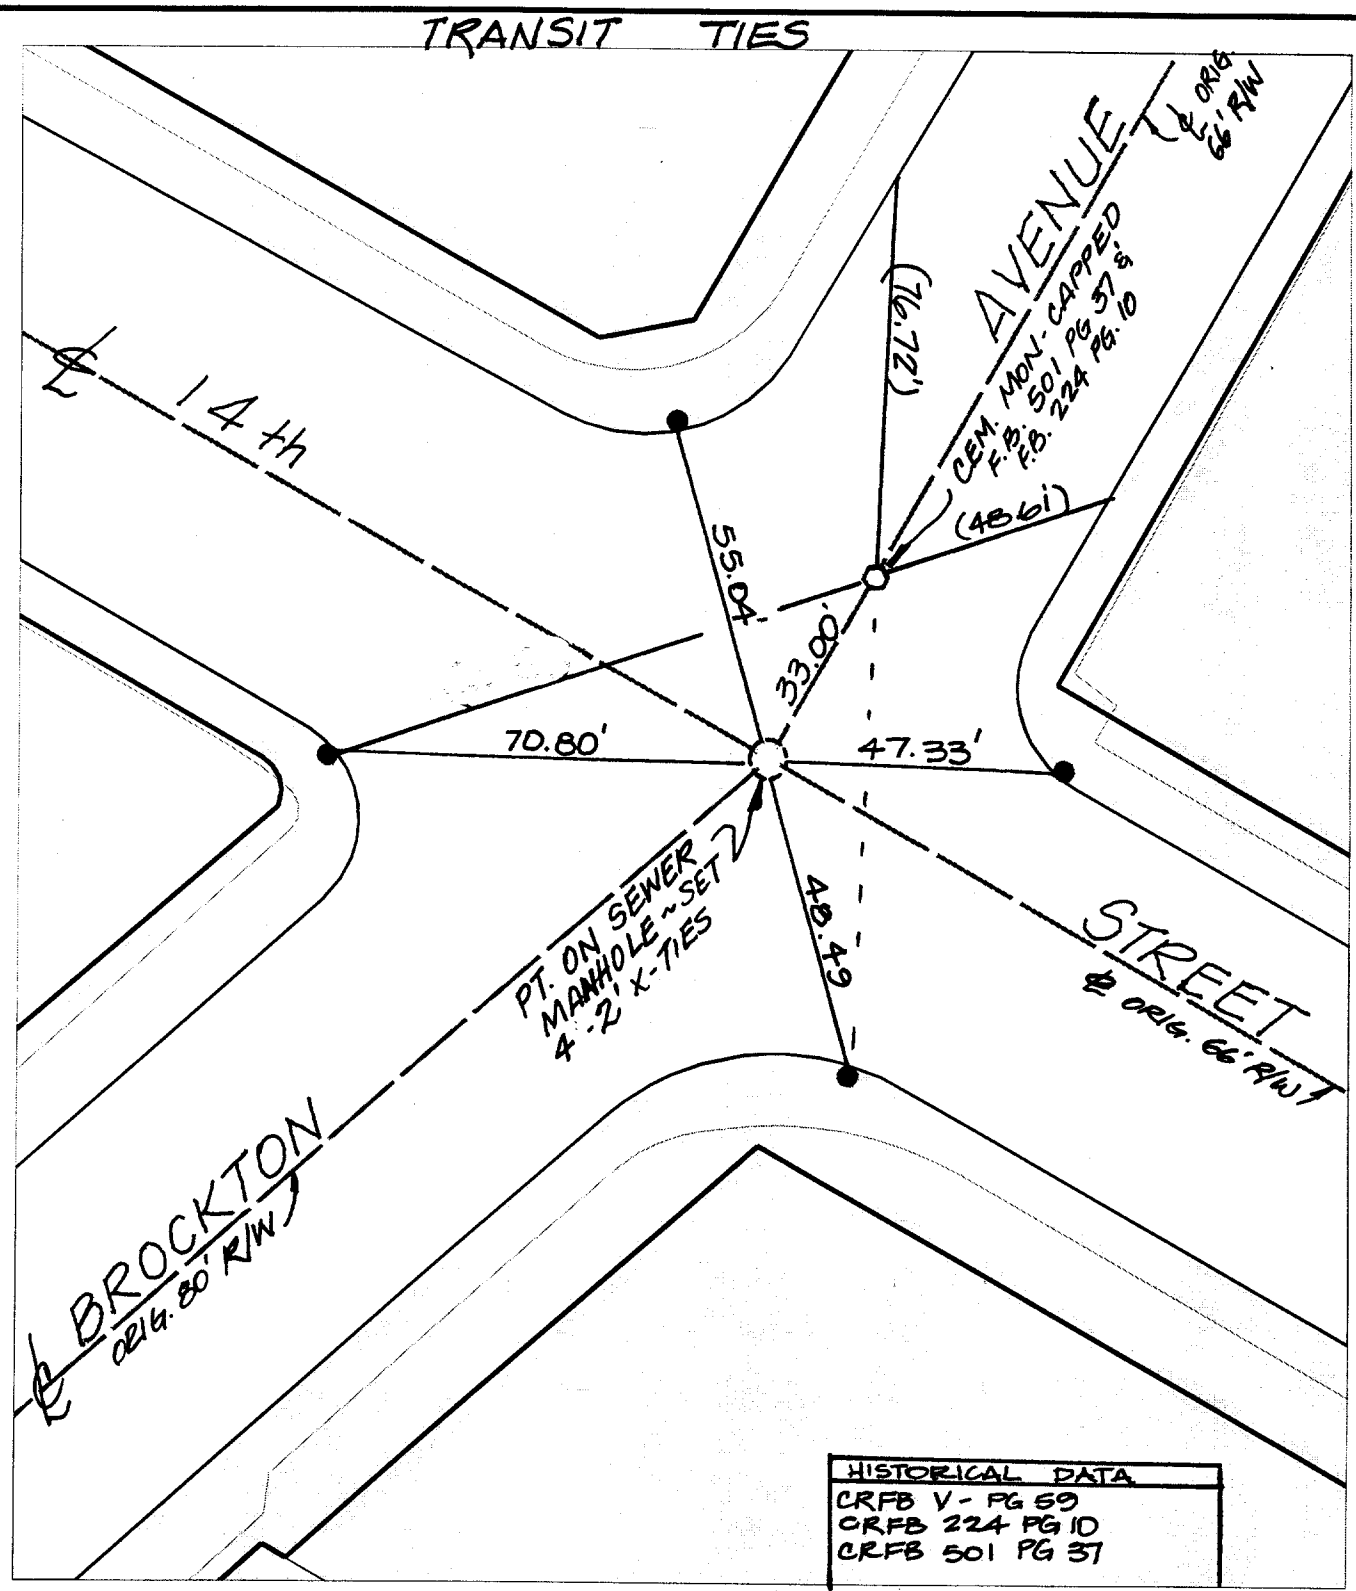 TRANSIT TIES
℄ ORIG.
66' R/W
AVENUE
CEM. MON. - CAPPED
F.B. 501 PG 37 &
F.B. 224 PG. 10
(76.72')
℄ 14th
(48.61)
55.04'
33.00'
70.80'
47.33'
PT. ON SEWER
MANHOLE ~ SET
4 - 2' X-TIES
48.49
STREET
℄ ORIG. 66' R/W
℄ BROCKTON
ORIG. 80' R/W
HISTORICAL DATA
CRFB V - PG 59
CRFB 224 PG 10
CRFB 501 PG 37